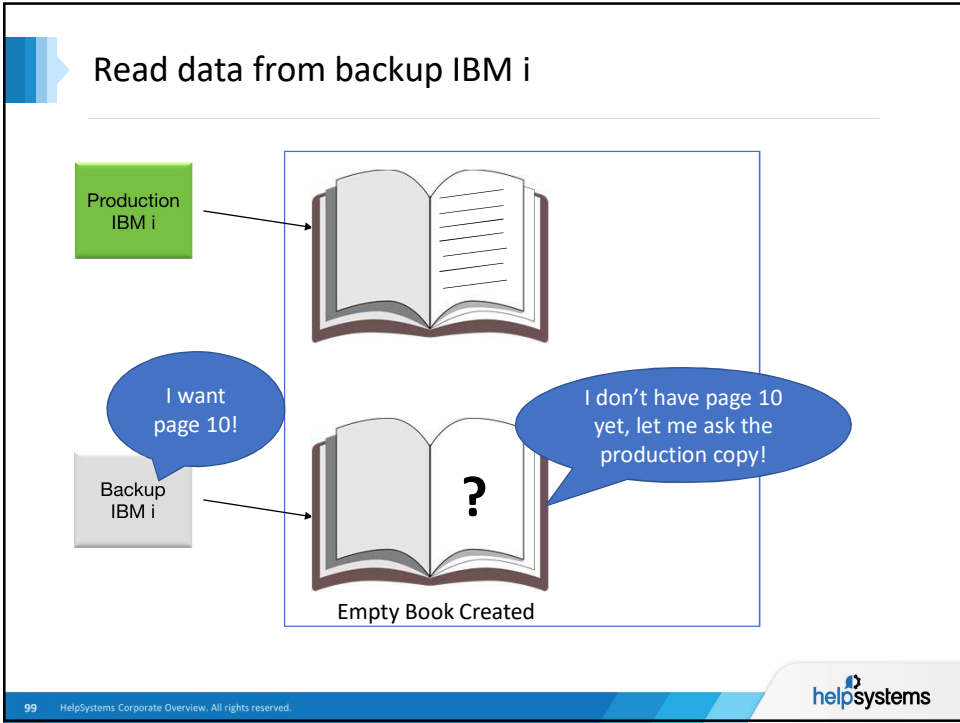 Read data from backup IBM i
Production
IBM i
I want
page 10!
I don't have page 10
yet, let me ask the
production copy!
Backup
IBM i
?
Empty Book Created
99 HelpSystems Corporate Overview. All rights reserved.
helpsystems